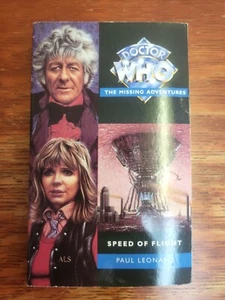 DOCTOR
WHO
THE MISSING ADVENTURES
SPEED OF FLIGHT
PAUL LEONARD
ALS